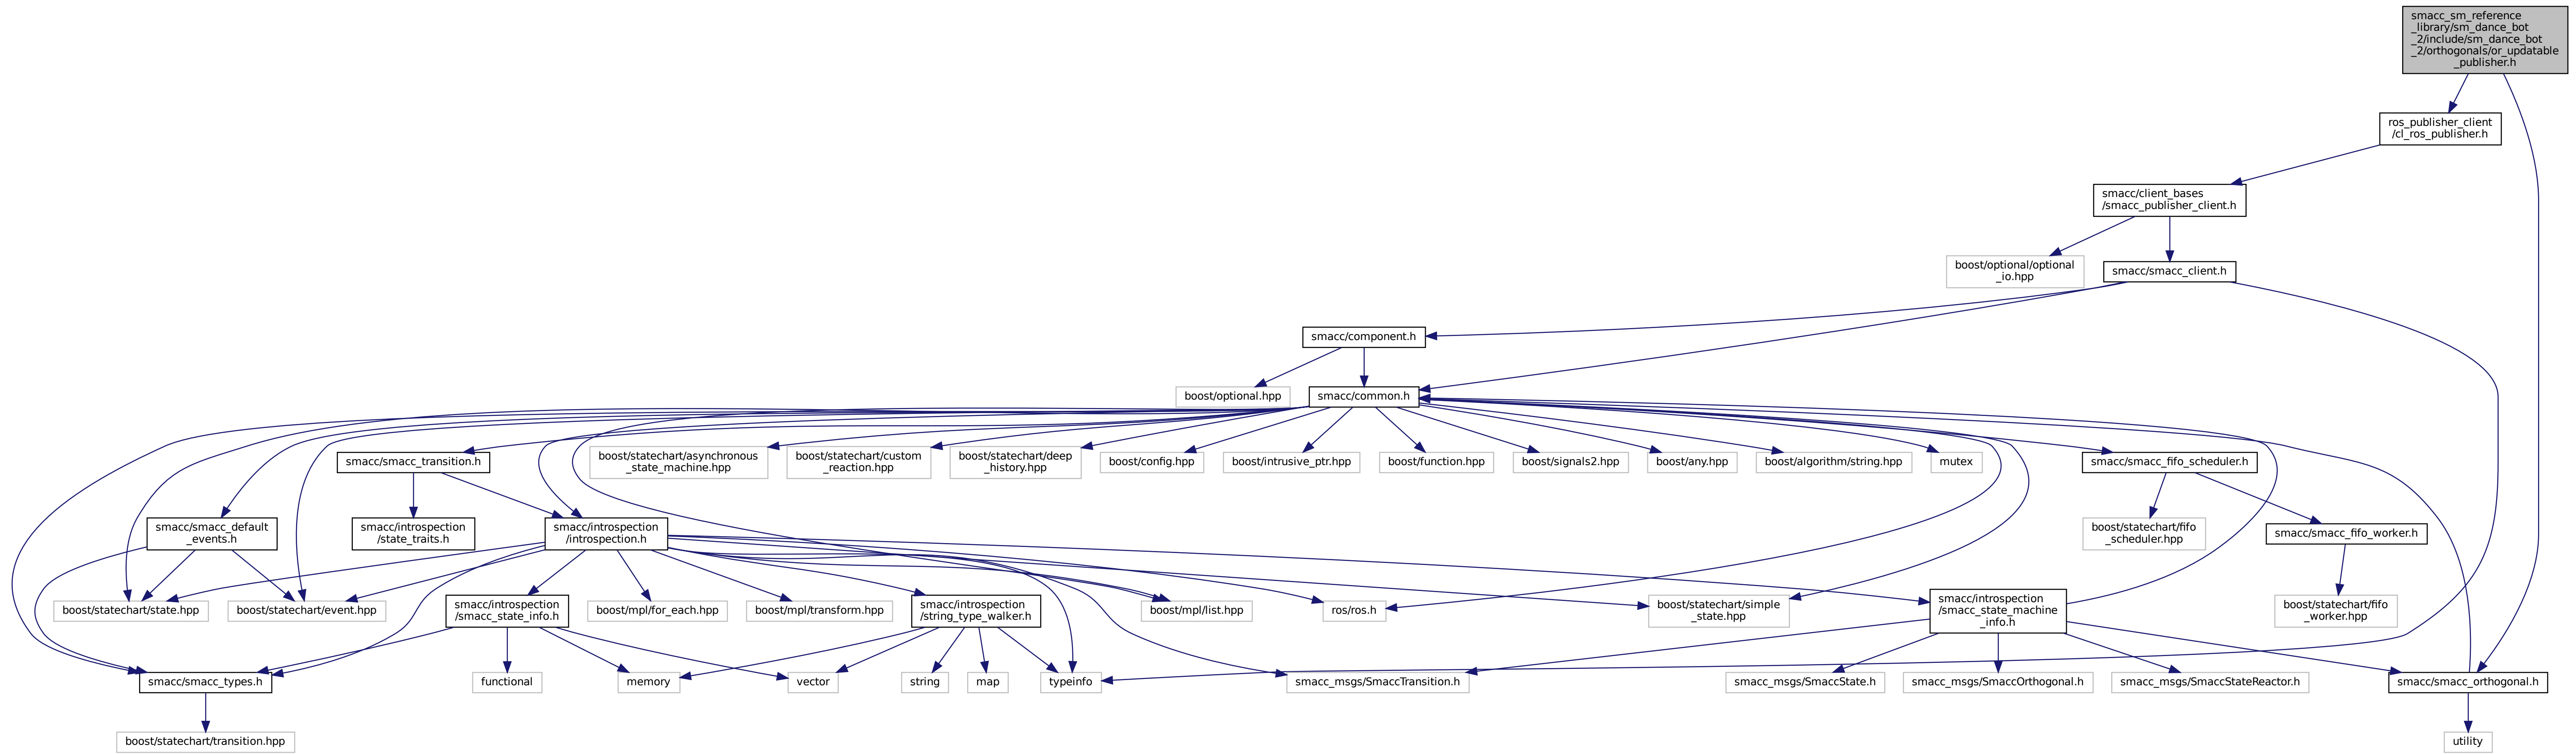 smacc_sm_reference
_library/sm_dance_bot
_2/include/sm_dance_bot
_2/orthogonals/or_updatable
_publisher.h
ros_publisher_client
/cl_ros_publisher.h
smacc/client_bases
/smacc_publisher_client.h
boost/optional/optional
_io.hpp
smacc/smacc_client.h
smacc/component.h
boost/optional.hpp
smacc/common.h
smacc/smacc_transition.h
boost/statechart/asynchronous
_state_machine.hpp
boost/statechart/custom
_reaction.hpp
boost/statechart/deep
_history.hpp
boost/config.hpp
boost/intrusive_ptr.hpp
boost/function.hpp
boost/signals2.hpp
boost/any.hpp
boost/algorithm/string.hpp
mutex
smacc/smacc_fifo_scheduler.h
smacc/smacc_default
_events.h
smacc/introspection
/state_traits.h
smacc/introspection
/introspection.h
boost/statechart/fifo
_scheduler.hpp
smacc/smacc_fifo_worker.h
boost/statechart/state.hpp
boost/statechart/event.hpp
smacc/introspection
/smacc_state_info.h
boost/mpl/for_each.hpp
boost/mpl/transform.hpp
smacc/introspection
/string_type_walker.h
boost/mpl/list.hpp
ros/ros.h
boost/statechart/simple
_state.hpp
smacc/introspection
/smacc_state_machine
_info.h
boost/statechart/fifo
_worker.hpp
smacc/smacc_types.h
functional
memory
vector
string
map
typeinfo
smacc_msgs/SmaccTransition.h
smacc_msgs/SmaccState.h
smacc_msgs/SmaccOrthogonal.h
smacc_msgs/SmaccStateReactor.h
smacc/smacc_orthogonal.h
boost/statechart/transition.hpp
utility